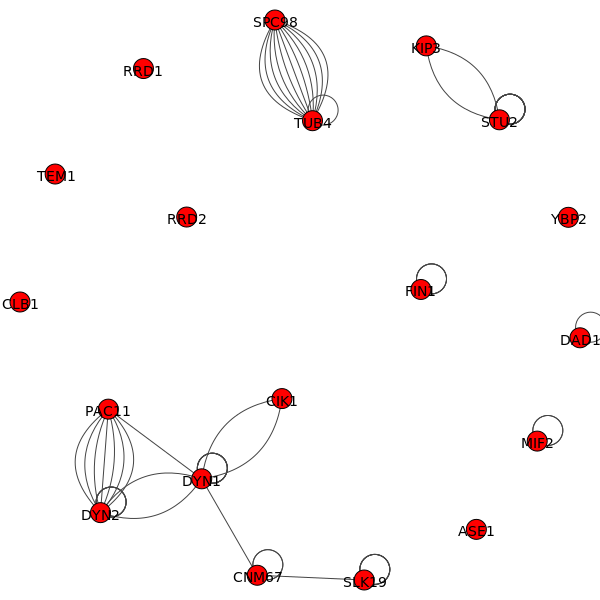 SPC98
KIP3
RRD1
TUB4
STU2
TEM1
RRD2
YBP2
FIN1
CLB1
DAD1
CIK1
PAC11
MIF2
DYN1
DYN2
ASF1
CNM67
SLK19